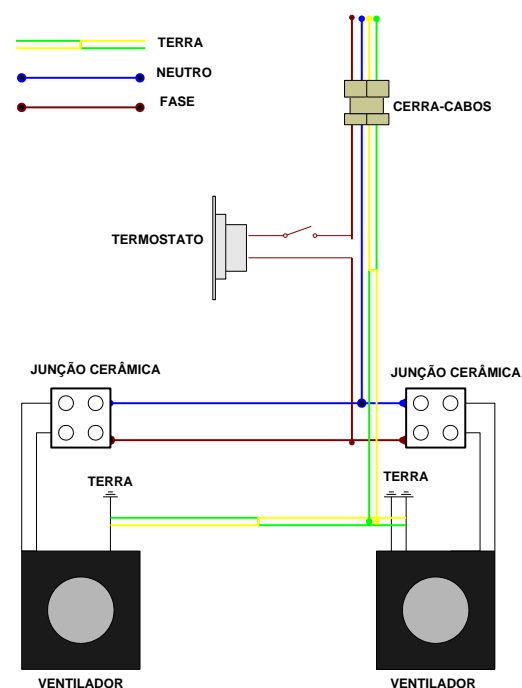 TERRA
NEUTRO
FASE
CERRA-CABOS
TERMOSTATO
JUNÇÃO CERÂMICA
JUNÇÃO CERÂMICA
TERRA
TERRA
VENTILADOR
VENTILADOR